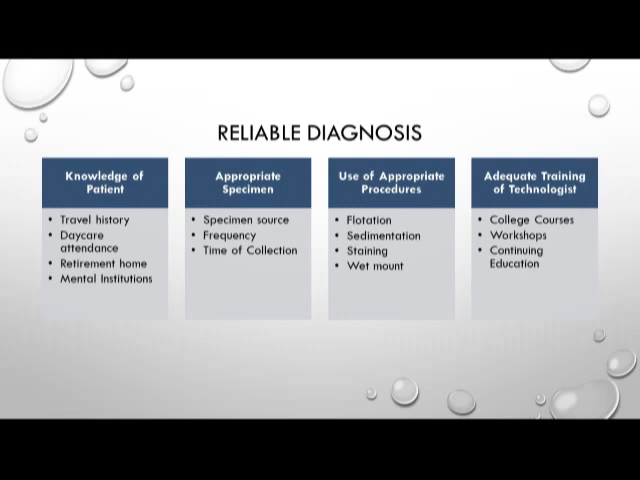 RELIABLE DIAGNOSIS
Knowledge of
Patient
• Travel history
• Daycare
attendance
• Retirement home
• Mental Institutions
Appropriate
Specimen
• Specimen source
• Frequency
• Time of Collection
Use of Appropriate
Procedures
• Flotation
• Sedimentation
• Staining
• Wet mount
Adequate Training
of Technologist
• College Courses
• Workshops
• Continuing
Education